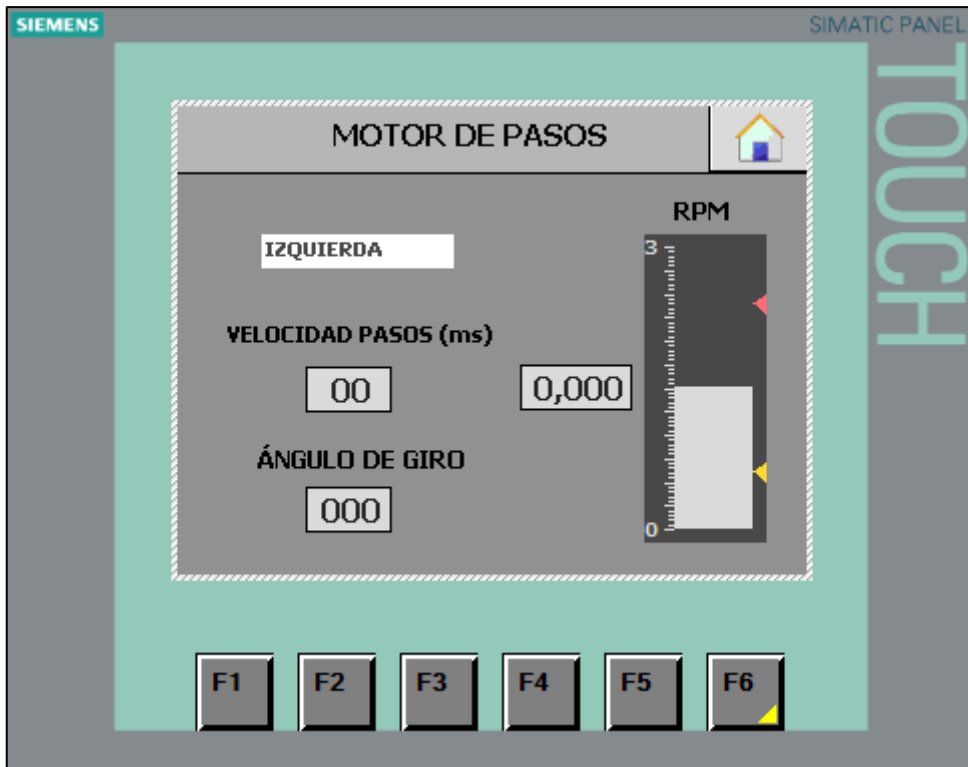 SIEMENS
SIMATIC PANEL
TOUCH
MOTOR DE PASOS
RPM
3
IZQUIERDA
VELOCIDAD PASOS (ms)
00
0,000
ÁNGULO DE GIRO
000
0
F1
F2
F3
F4
F5
F6